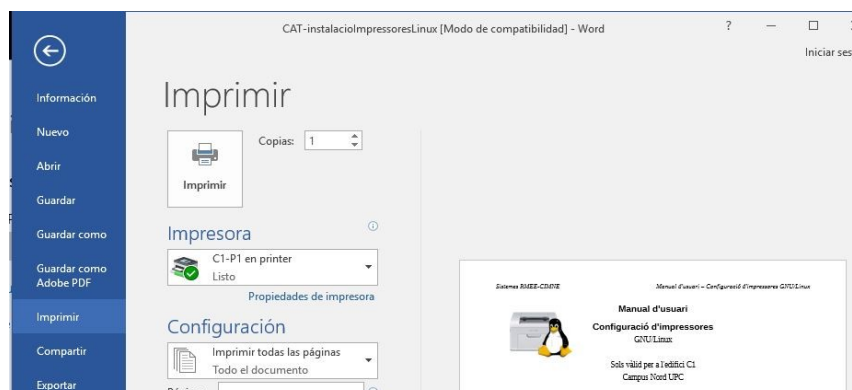 CAT-instalacioImpressoresLinux [Modo de compatibilidad] - Word
?
Iniciar ses
Información
Nuevo
Abrir
Guardar
Guardar como
Guardar como
Adobe PDF
Imprimir
Compartir
Exportar
Imprimir
Copias: 1
Imprimir
Impresora
C1-P1 en printer
Listo
Propiedades de impresora
Configuración
Imprimir todas las páginas
Todo el documento
Sistemes RMEE-CIMNE
Manual d'usuari – Configuració d'impressores GNU/Linux
Manual d'usuari
Configuració d'impressores
GNU/Linux
Sols vàlid per a l'edifici C1
Campus Nord UPC